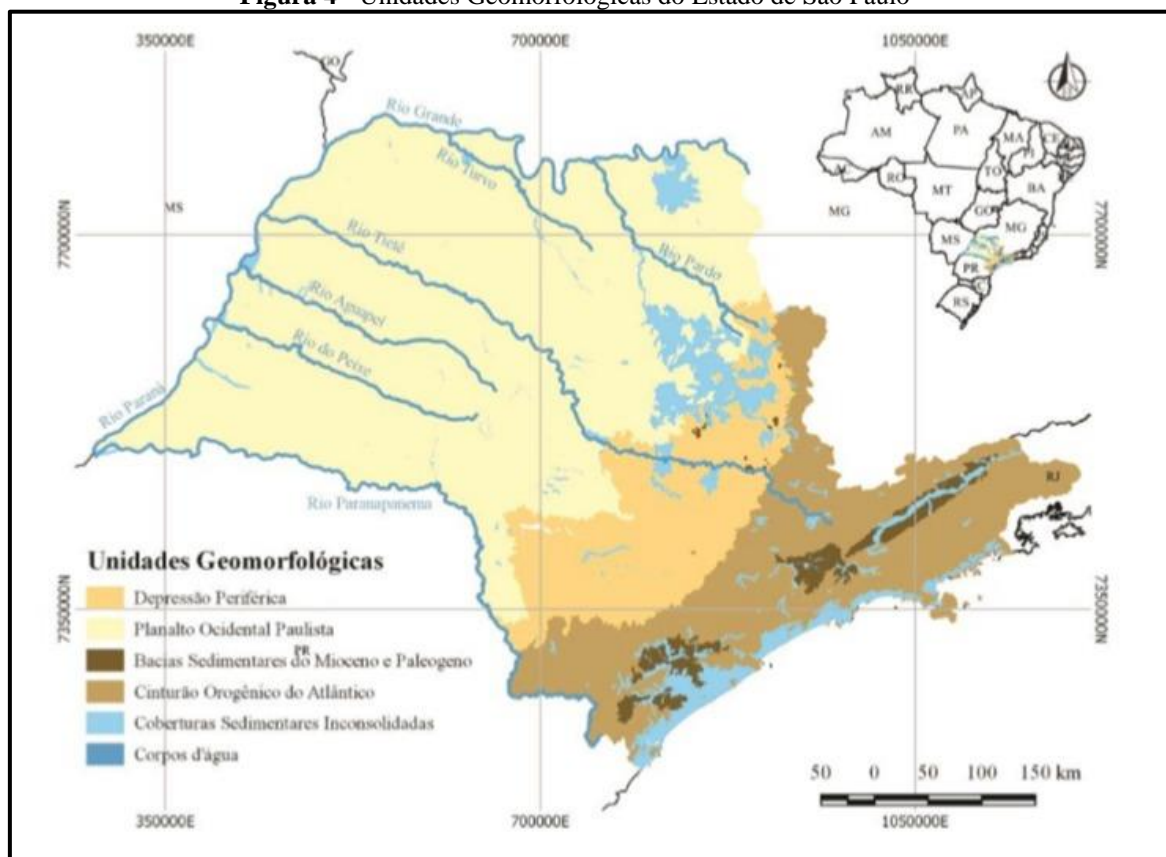 Figura 4 - Unidades Geomorfológicas do Estado de São Paulo
350000E
700000E
1050000E
GO
Rio Grande
Rio Turvo
MS
Rio Tietê
Rio Pardo
7700000N
7700000N
Rio Aguapeí
Rio do Peixe
Rio Paraná
Rio Paranapanema
RJ
RR
AP
AM
PA
MA
CE
PI
AC
RO
TO
BA
MT
GO
MG
MG
MS
PR
RS
N
Unidades Geomorfológicas
Depressão Periférica
Planalto Ocidental Paulista
PR
Bacias Sedimentares do Mioceno e Paleogeno
Cinturão Orogênico do Atlântico
Coberturas Sedimentares Inconsolidadas
Corpos d'água
7350000N
7350000N
50 0 50 100 150 km
350000E
700000E
1050000E